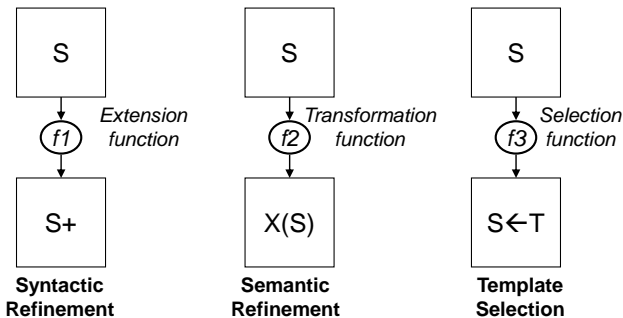 S
f1
Extension
function
S+
Syntactic
Refinement
S
f2
Transformation
function
X(S)
Semantic
Refinement
S
f3
Selection
function
S←T
Template
Selection